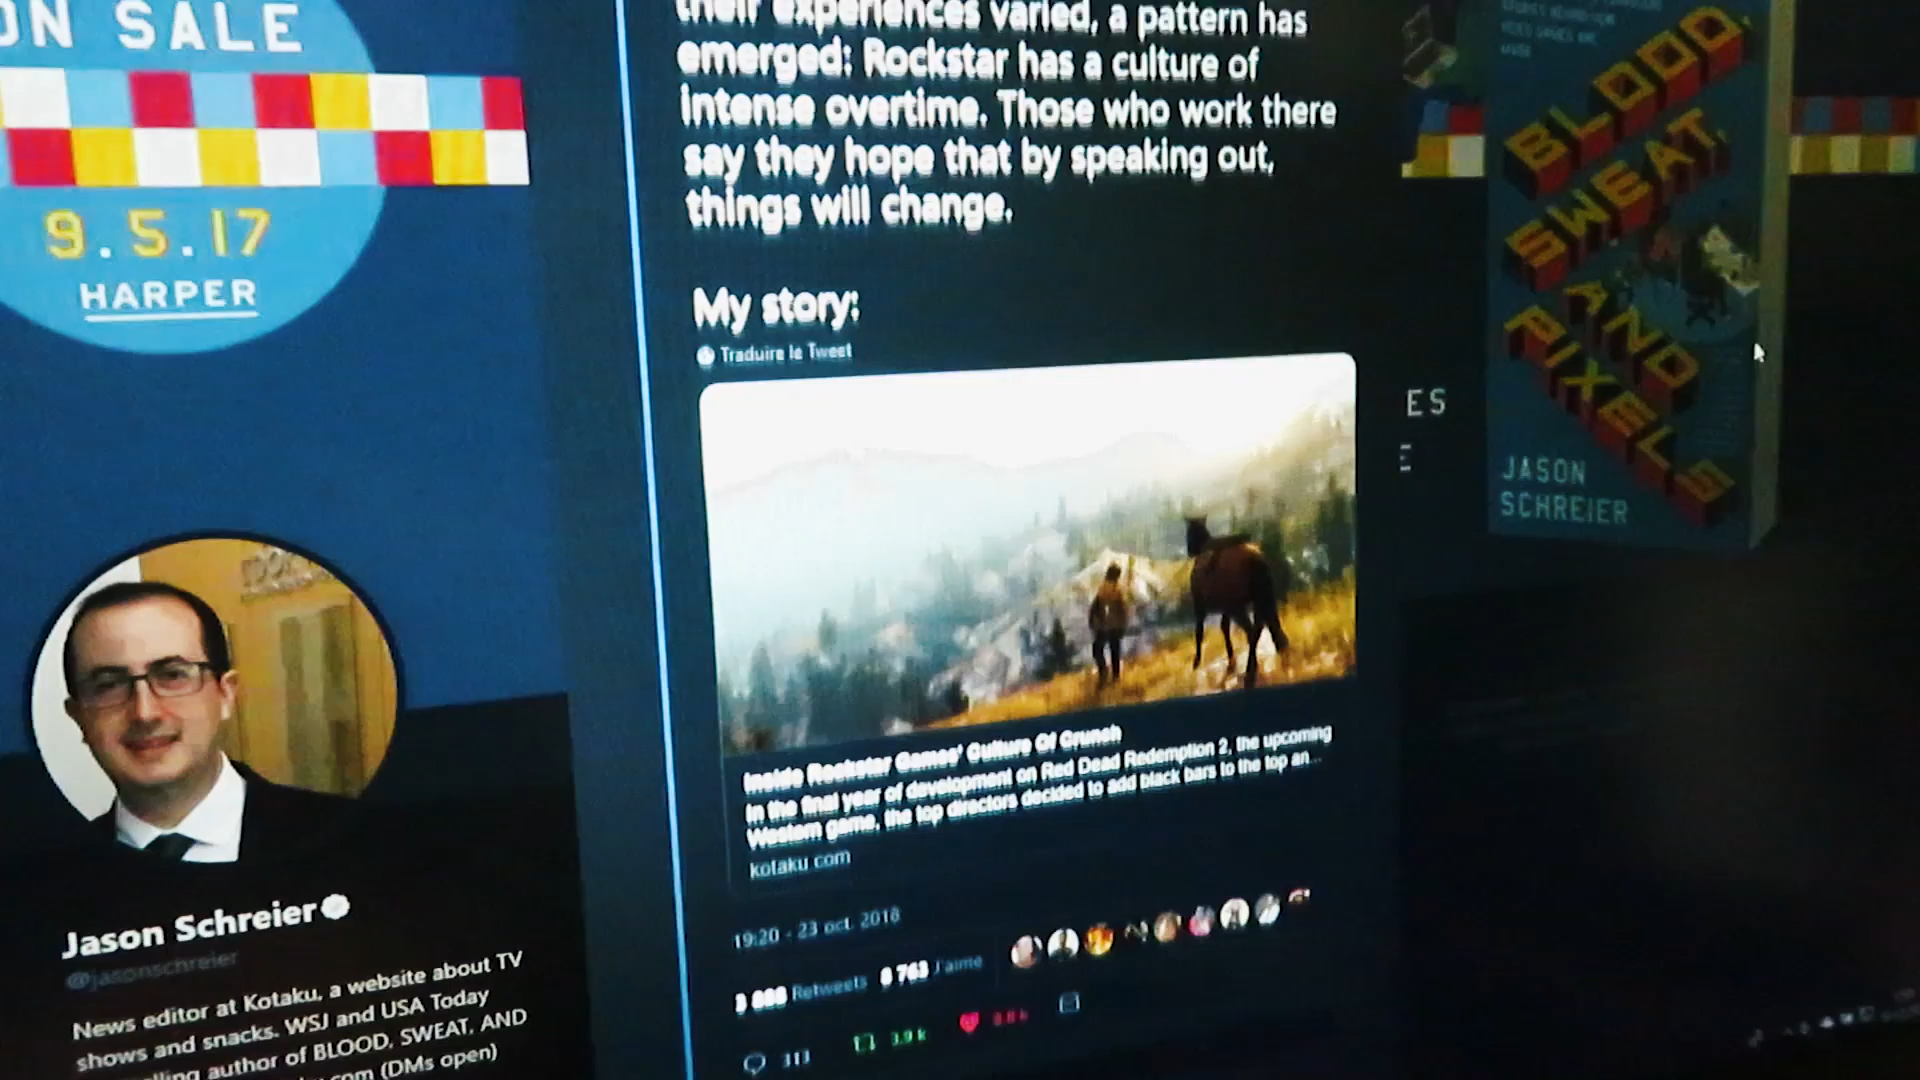 ON SALE
9.5.17
HARPER
Jason Schreier
@jasonschreier
News editor at Kotaku, a website about TV
shows and snacks. WSJ and USA Today
author of BLOOD, SWEAT, AND
(DMs open)
their experiences varied, a pattern has
emerged: Rockstar has a culture of
intense overtime. Those who work there
say they hope that by speaking out,
things will change.
My story:
Traduire le Tweet
Inside Rockstar Games' Culture Of Crunch
In the final year of development on Red Dead Redemption 2, the upcoming
Western game, the top directors decided to add black bars to the top an...
kotaku.com
19:20 - 23 oct. 2018
Retweets J'aime
313 3.9 k
BLOOD,
SWEAT,
AND
PIXELS
JASON
SCHREIER
ES
E